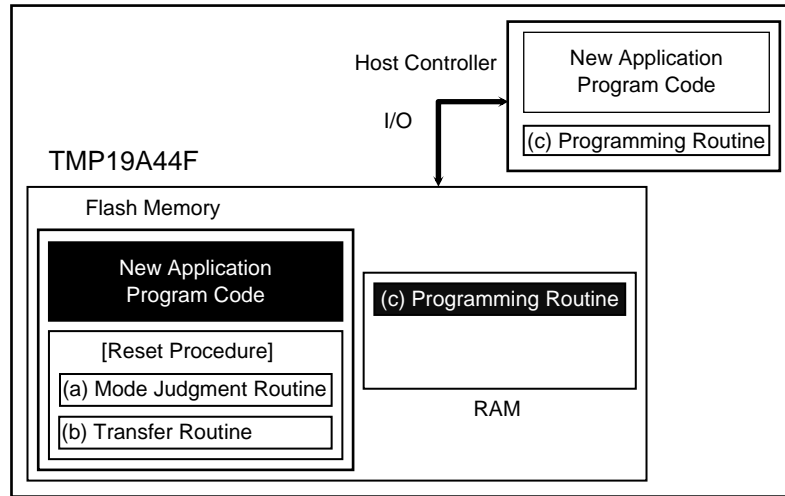 Host Controller
New Application
Program Code
(c) Programming Routine
I/O
TMP19A44F
Flash Memory
New Application
Program Code
[Reset Procedure]
(a) Mode Judgment Routine
(b) Transfer Routine
(c) Programming Routine
RAM